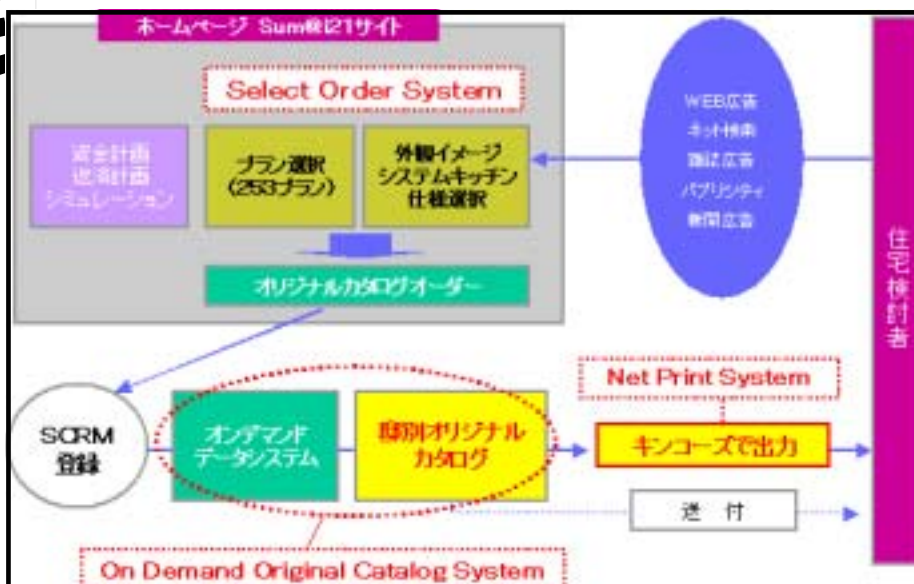 ホームページ Sum@i21サイト
Select Order System
資金計画
返済計画
シミュレーション
プラン選択
(253プラン)
外観イメージ
システムキッチン
仕様選択
オリジナルカタログオーダー
WEB広告
ネット検索
雑誌広告
パブリシティ
新聞広告
住宅検討者
SCRM
登録
オンデマンド
データシステム
邸別オリジナル
カタログ
Net Print System
キンコーズで出力
送 付
On Demand Original Catalog System